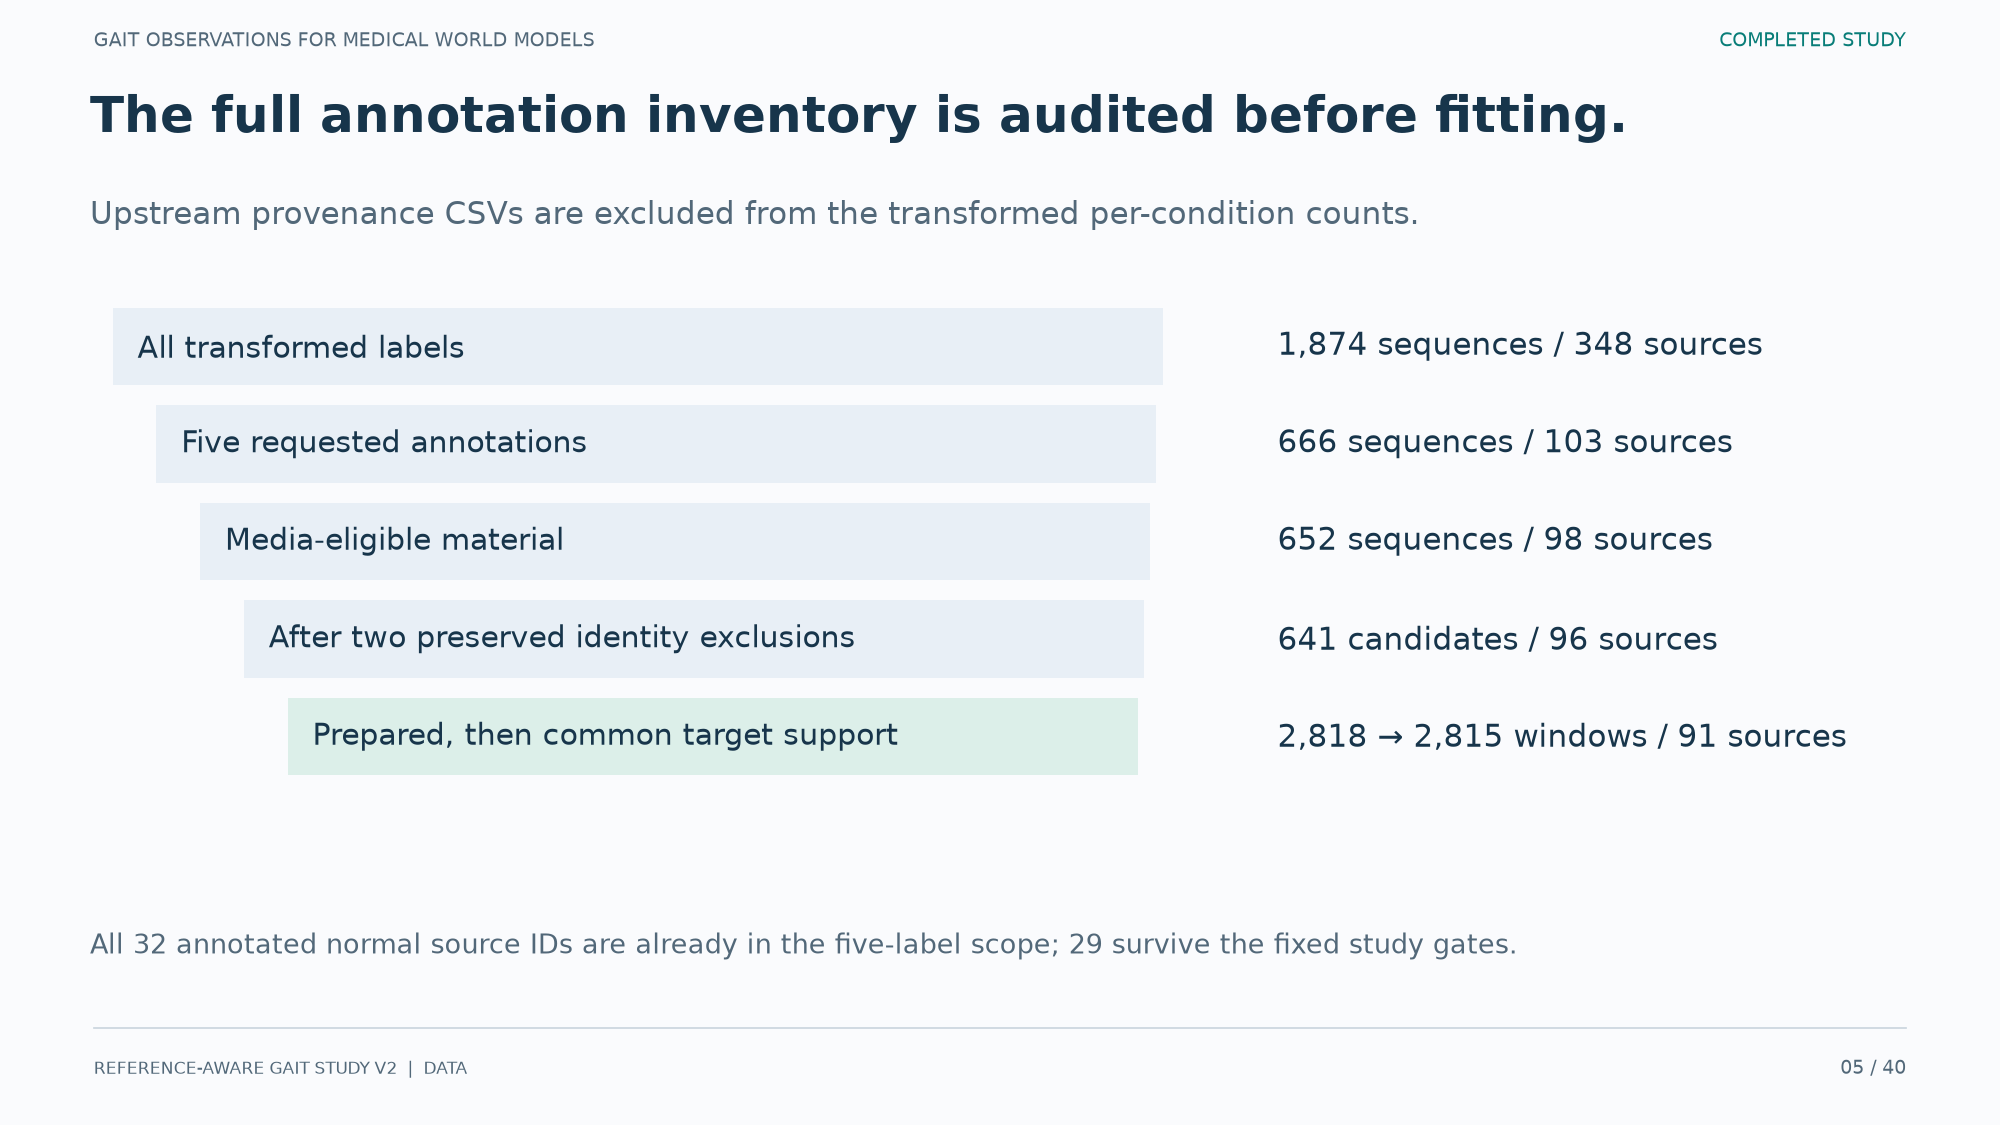 GAIT OBSERVATIONS FOR MEDICAL WORLD MODELS
COMPLETED STUDY
The full annotation inventory is audited before fitting.
Upstream provenance CSVs are excluded from the transformed per-condition counts.
All transformed labels
1,874 sequences / 348 sources
Five requested annotations
666 sequences / 103 sources
Media-eligible material
652 sequences / 98 sources
After two preserved identity exclusions
641 candidates / 96 sources
Prepared, then common target support
2,818 → 2,815 windows / 91 sources
All 32 annotated normal source IDs are already in the five-label scope; 29 survive the fixed study gates.
REFERENCE-AWARE GAIT STUDY V2 | DATA
05 / 40